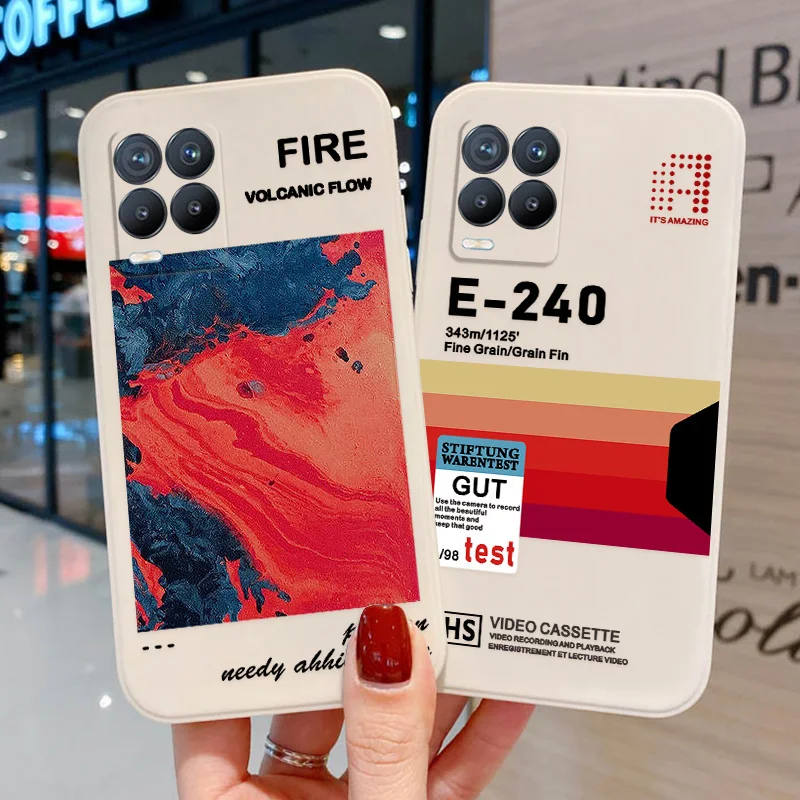 COFFEE
FIRE
VOLCANIC FLOW
needy
IT'S AMAZING
E-240
343m/1125'
Fine Grain/Grain Fin
STIFTUNG
WARENTEST
GUT
Use the camera to record
all the beautiful
moments and
keep that good
/98 test
HS VIDEO CASSETTE
VIDEO RECORDING AND PLAYBACK
ENREGISTREMENT ET LECTURE VIDEO
Mind
LAM